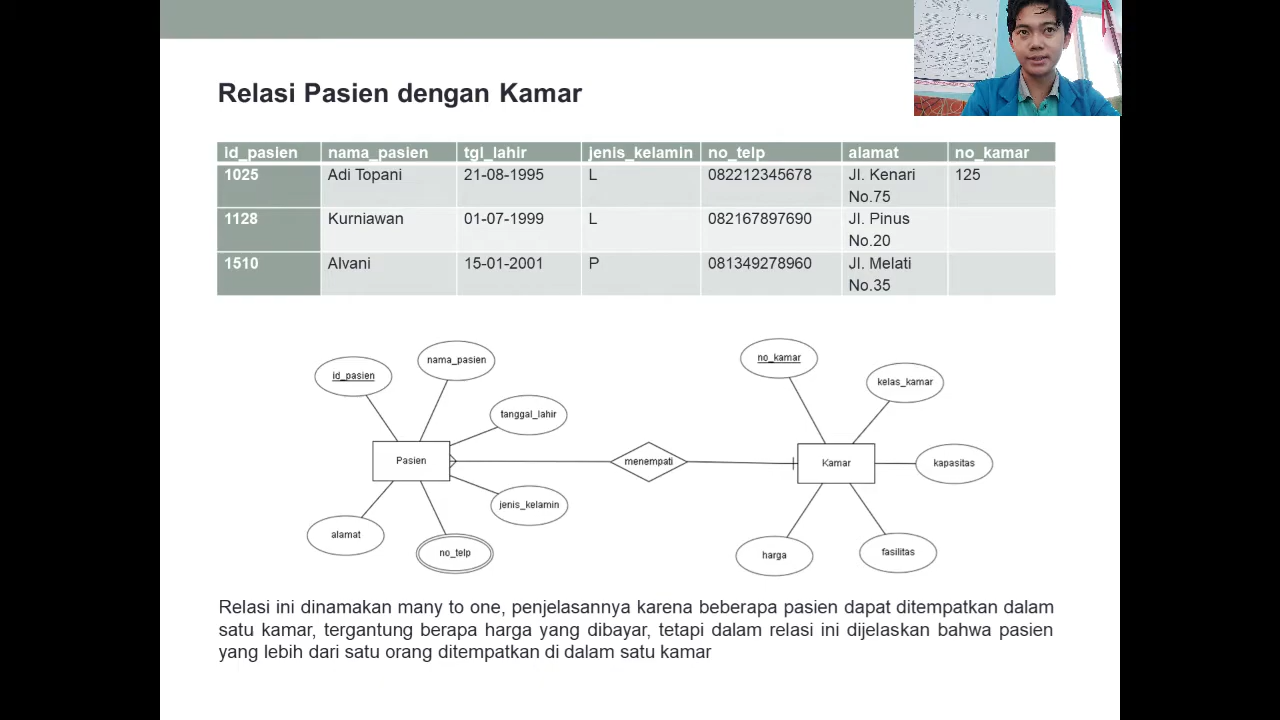 Relasi Pasien dengan Kamar
id_pasien nama_pasien tgl_lahir jenis_kelamin no_telp alamat no_kamar
1025 Adi Topani 21-08-1995 L 082212345678 Jl. Kenari 125
No.75
1128 Kurniawan 01-07-1999 L 082167897690 Jl. Pinus
No.20
1510 Alvani 15-01-2001 P 081349278960 Jl. Melati
No.35
id_pasien
nama_pasien
tanggal_lahir
Pasien
jenis_kelamin
alamat
no_telp
menempati
no_kamar
kelas_kamar
Kamar
kapasitas
harga
fasilitas
Relasi ini dinamakan many to one, penjelasannya karena beberapa pasien dapat ditempatkan dalam
satu kamar, tergantung berapa harga yang dibayar, tetapi dalam relasi ini dijelaskan bahwa pasien
yang lebih dari satu orang ditempatkan di dalam satu kamar